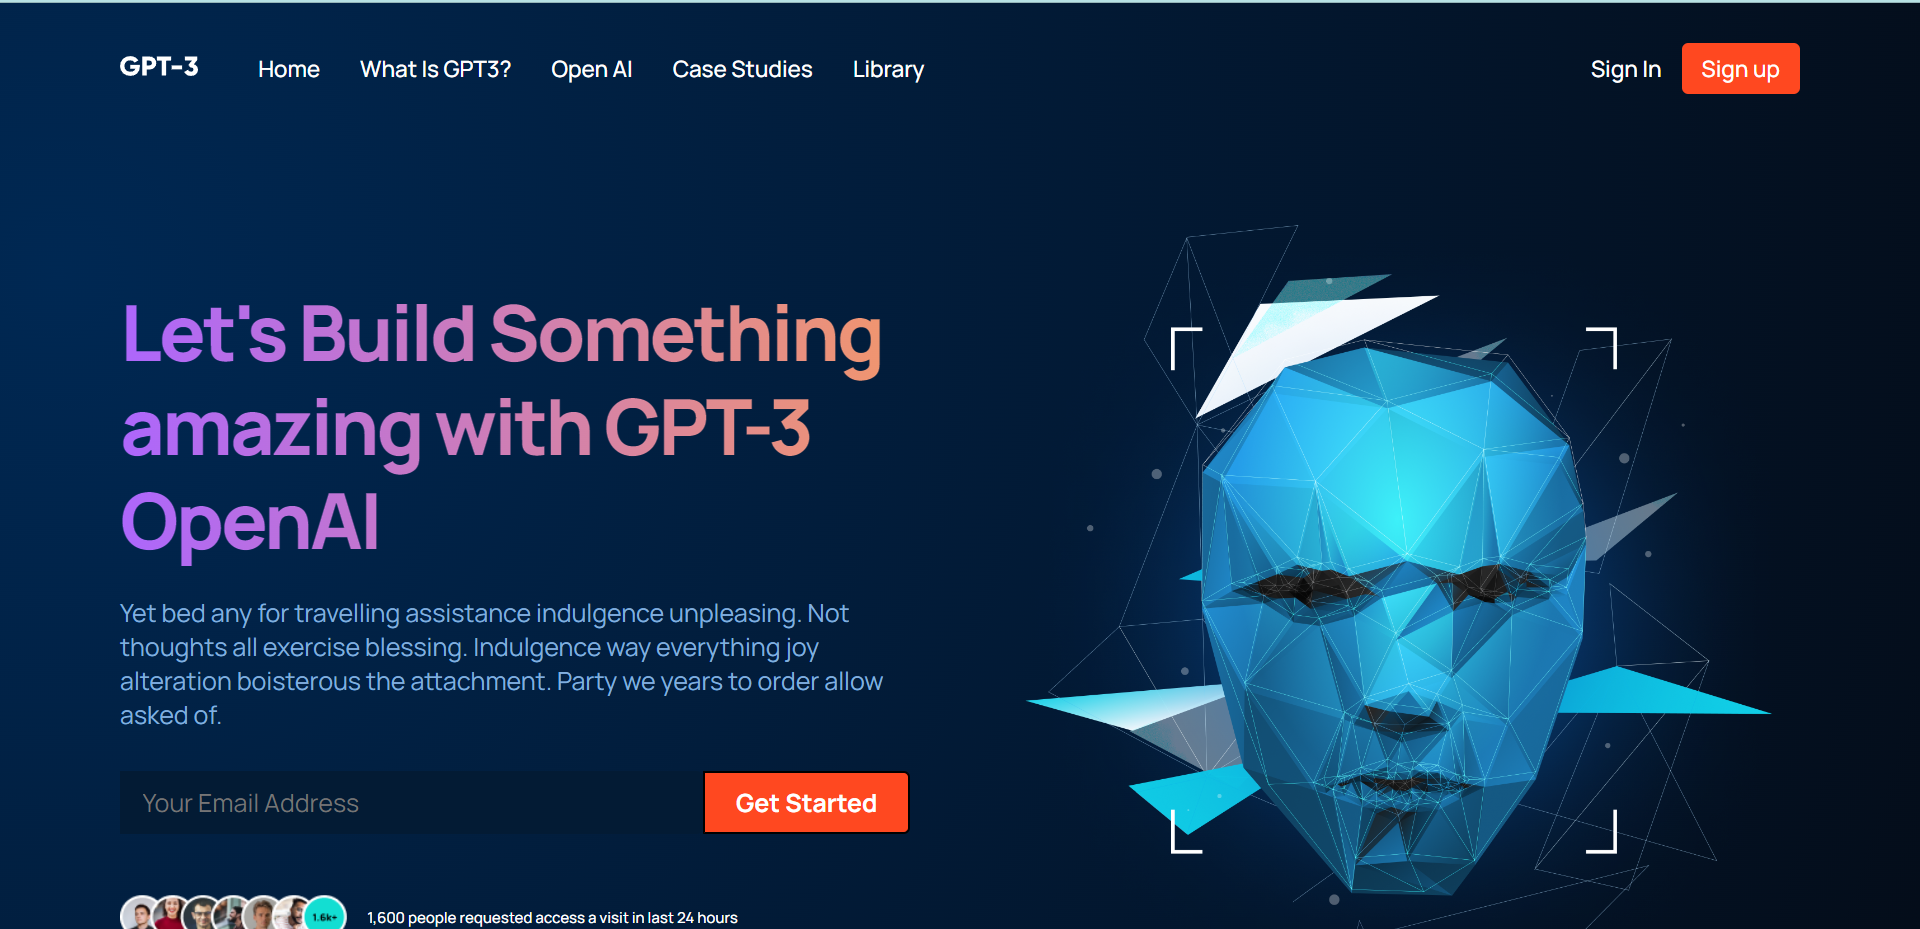 GPT-3
Home
What Is GPT3?
Open AI
Case Studies
Library
Sign In
Sign up
Let's Build Something
amazing with GPT-3
OpenAI
Yet bed any for travelling assistance indulgence unpleasing. Not
thoughts all exercise blessing. Indulgence way everything joy
alteration boisterous the attachment. Party we years to order allow
asked of.
Your Email Address
Get Started
1.6k+
1,600 people requested access a visit in last 24 hours